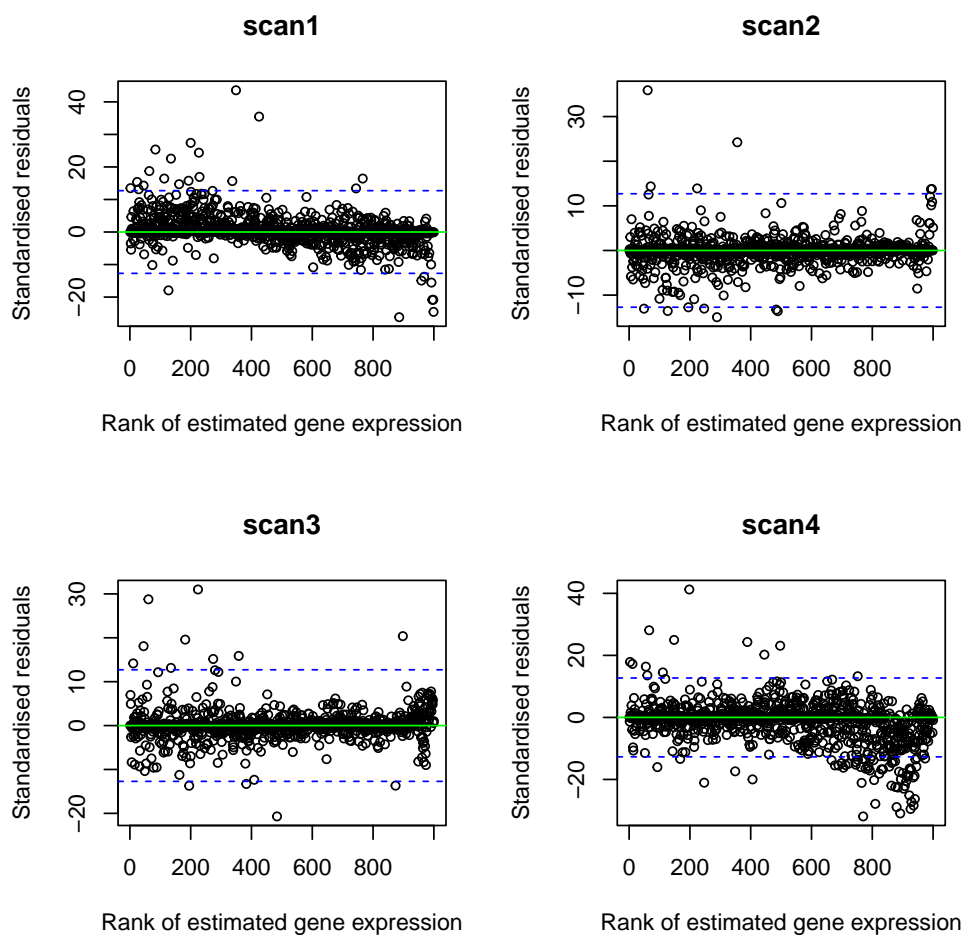 scan1
Standardised residuals
40
20
0
−20
0 200 400 600 800
Rank of estimated gene expression
scan2
Standardised residuals
30
10
−10
0 200 400 600 800
Rank of estimated gene expression
scan3
Standardised residuals
30
10
0
−20
0 200 400 600 800
Rank of estimated gene expression
scan4
Standardised residuals
40
20
0
−20
0 200 400 600 800
Rank of estimated gene expression